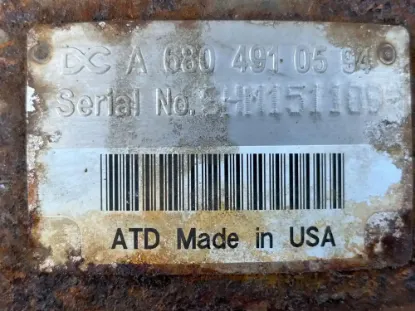 DC A 680 491 05 94
Serial No.
ATD Made in USA